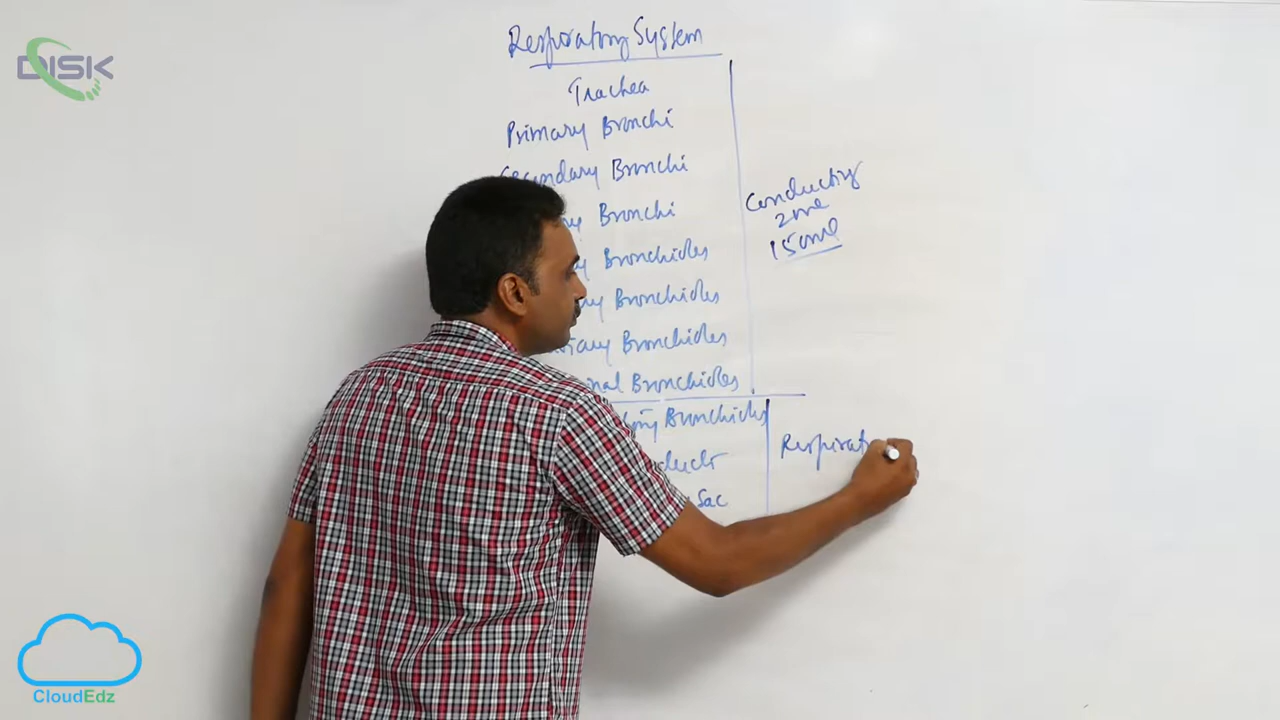 DISK
Respiratory System
Trachea
Primary Bronchi
Secondary Bronchi
Bronchi
Bronchioles
Bronchioles
Bronchioles
Bronchioles
Bronchioles
Sac
Conducting
zone
150ml
Respirat
CloudEdz